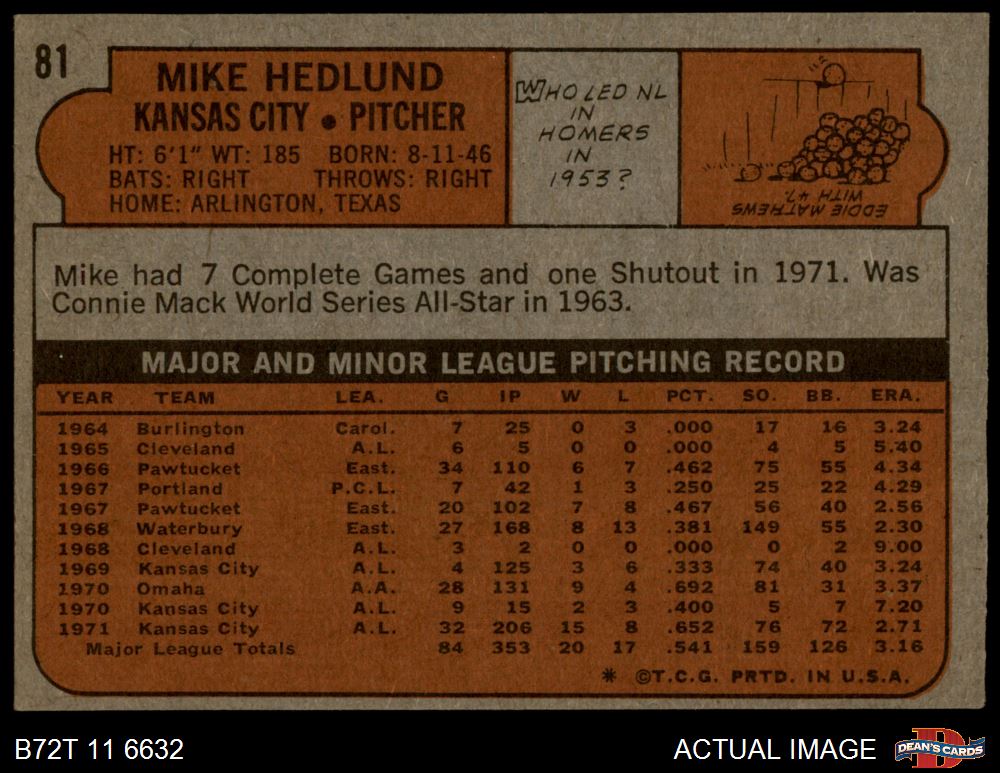 81
MIKE HEDLUND
KANSAS CITY • PITCHER
HT: 6'1" WT: 185 BORN: 8-11-46
BATS: RIGHT THROWS: RIGHT
HOME: ARLINGTON, TEXAS
WHO LED NL
IN
HOMERS
IN
1953?
EDDIE MATHEWS
WITH 47.
Mike had 7 Complete Games and one Shutout in 1971. Was
Connie Mack World Series All-Star in 1963.
MAJOR AND MINOR LEAGUE PITCHING RECORD
YEAR TEAM LEA. G IP W L PCT. SO. BB. ERA.
1964 Burlington Carol. 7 25 0 3 .000 17 16 3.24
1965 Cleveland A.L. 6 5 0 0 .000 4 5 5.40
1966 Pawtucket East. 34 110 6 7 .462 75 55 4.34
1967 Portland P.C.L. 7 42 1 3 .250 25 22 4.29
1967 Pawtucket East. 20 102 7 8 .467 56 40 2.56
1968 Waterbury East. 27 168 8 13 .381 149 55 2.30
1968 Cleveland A.L. 3 2 0 0 .000 0 2 9.00
1969 Kansas City A.L. 4 125 3 6 .333 74 40 3.24
1970 Omaha A.A. 28 131 9 4 .692 81 31 3.37
1970 Kansas City A.L. 9 15 2 3 .400 5 7 7.20
1971 Kansas City A.L. 32 206 15 8 .652 76 72 2.71
Major League Totals 84 353 20 17 .541 159 126 3.16
* ©T.C.G. PRTD. IN U.S.A.
B72T 11 6632
ACTUAL IMAGE
DEAN'S CARDS